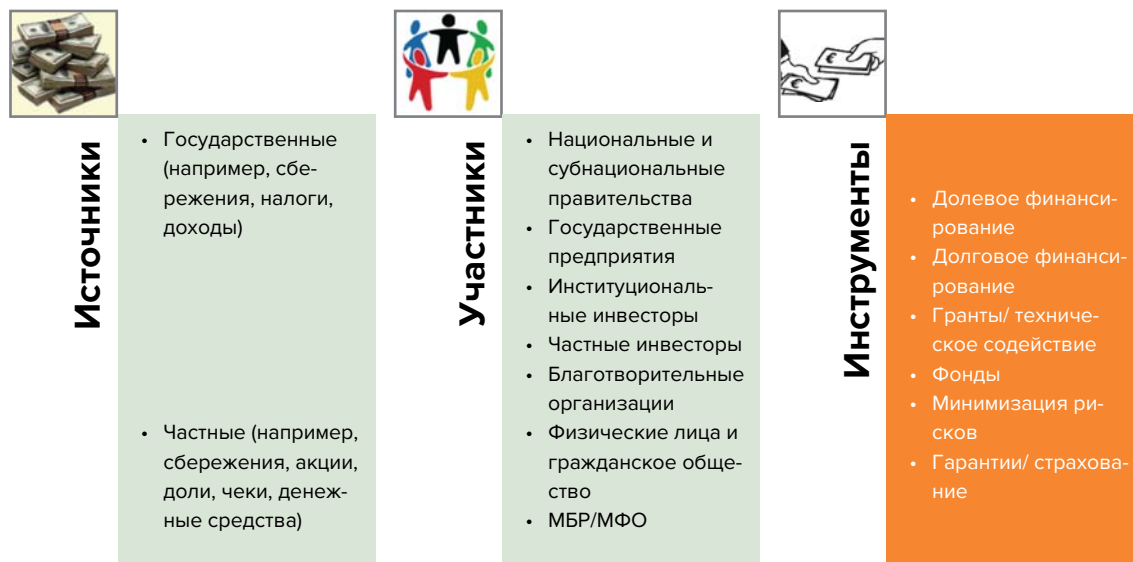 Источники
• Государственные
(например, сбе-
режения, налоги,
доходы)
• Частные (например,
сбережения, акции,
доли, чеки, денеж-
ные средства)
Участники
• Национальные и
субнациональные
правительства
• Государственные
предприятия
• Институциональ-
ные инвесторы
• Частные инвесторы
• Благотворительные
организации
• Физические лица и
гражданское обще-
ство
• МБР/МФО
Инструменты
• Долевое финанси-
рование
• Долговое финанси-
рование
• Гранты/ техниче-
ское содействие
• Фонды
• Минимизация ри-
сков
• Гарантии/ страхова-
ние